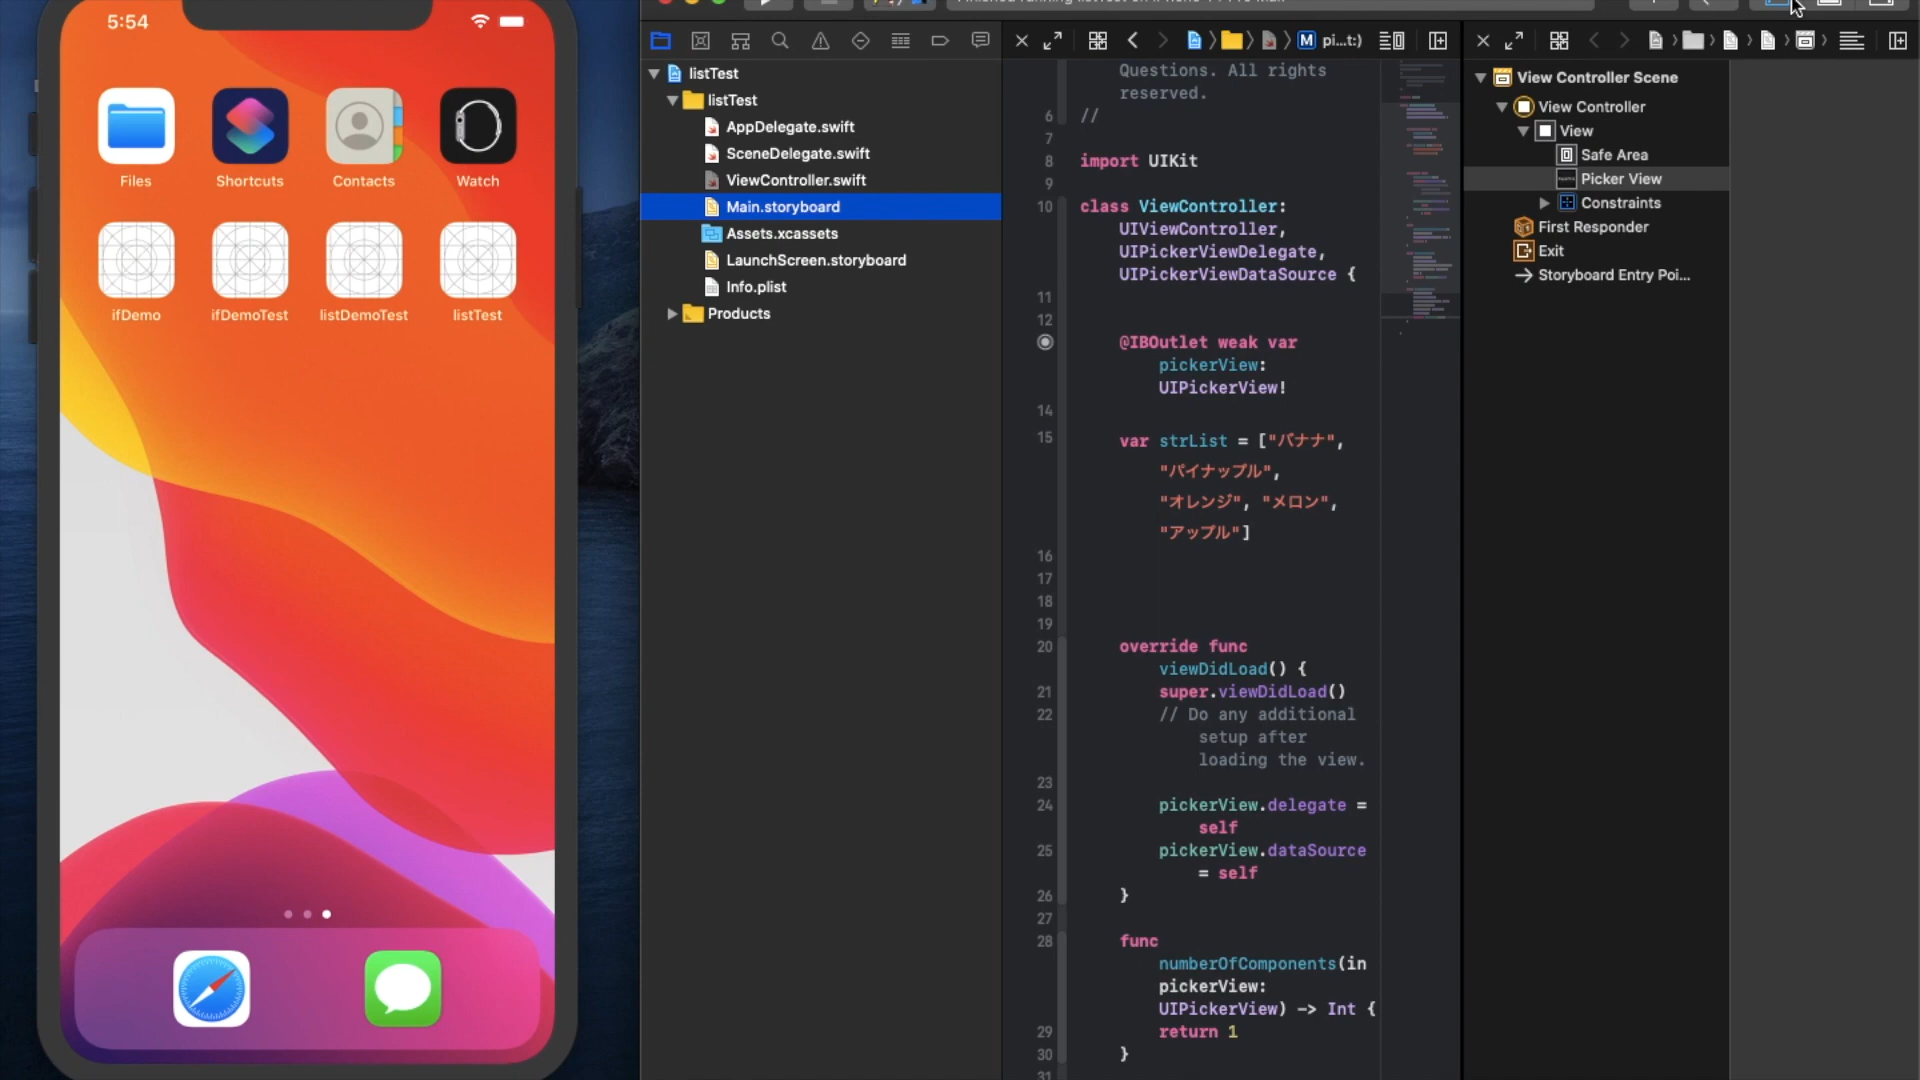 5:54
Files
Shortcuts
Contacts
Watch
ifDemo
ifDemoTest
listDemoTest
listTest
listTest
listTest
AppDelegate.swift
SceneDelegate.swift
ViewController.swift
Main.storyboard
Assets.xcassets
LaunchScreen.storyboard
Info.plist
Products
M pi...t:)
Questions. All rights
reserved.
6 //
7
8 import UIKit
9
10 class ViewController:
UIViewController,
UIPickerViewDelegate,
UIPickerViewDataSource {
11
12
@IBOutlet weak var
pickerView:
UIPickerView!
14
15 var strList = ["バナナ",
"パイナップル",
"オレンジ", "メロン",
"アップル"]
16
17
18
19
20 override func
viewDidLoad() {
21 super.viewDidLoad()
22 // Do any additional
setup after
loading the view.
23
24 pickerView.delegate =
self
25 pickerView.dataSource
= self
26 }
27
28 func
numberOfComponents(in
pickerView:
UIPickerView) -> Int {
29 return 1
30 }
31
View Controller Scene
View Controller
View
Safe Area
Picker View
Constraints
First Responder
Exit
Storyboard Entry Poi...